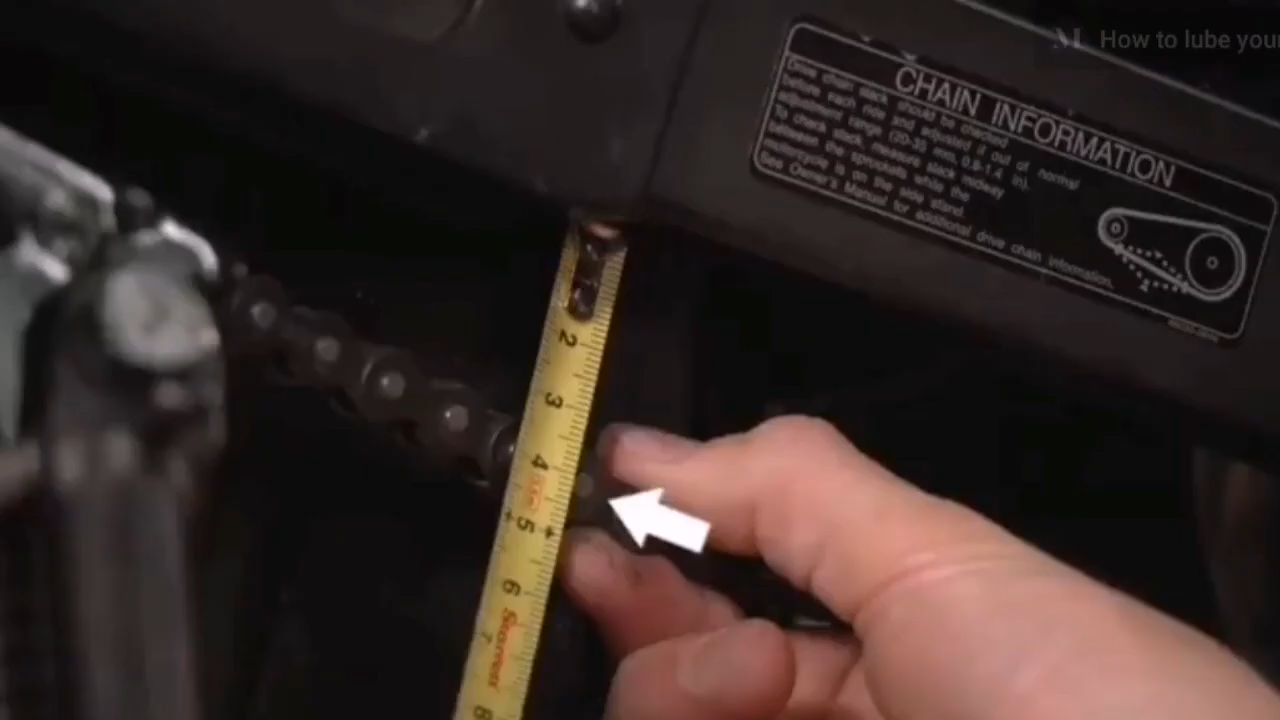 How to lube your
CHAIN INFORMATION
Drive chain slack should be checked
before each ride and adjusted if out of normal
adjustment range (20-35 mm, 0.8-1.4 in).
To check slack, measure slack midway
between the sprockets while the
motorcycle is on the side stand.
See Owner's Manual for additional drive chain information.
2
3
4
5
6
7
8